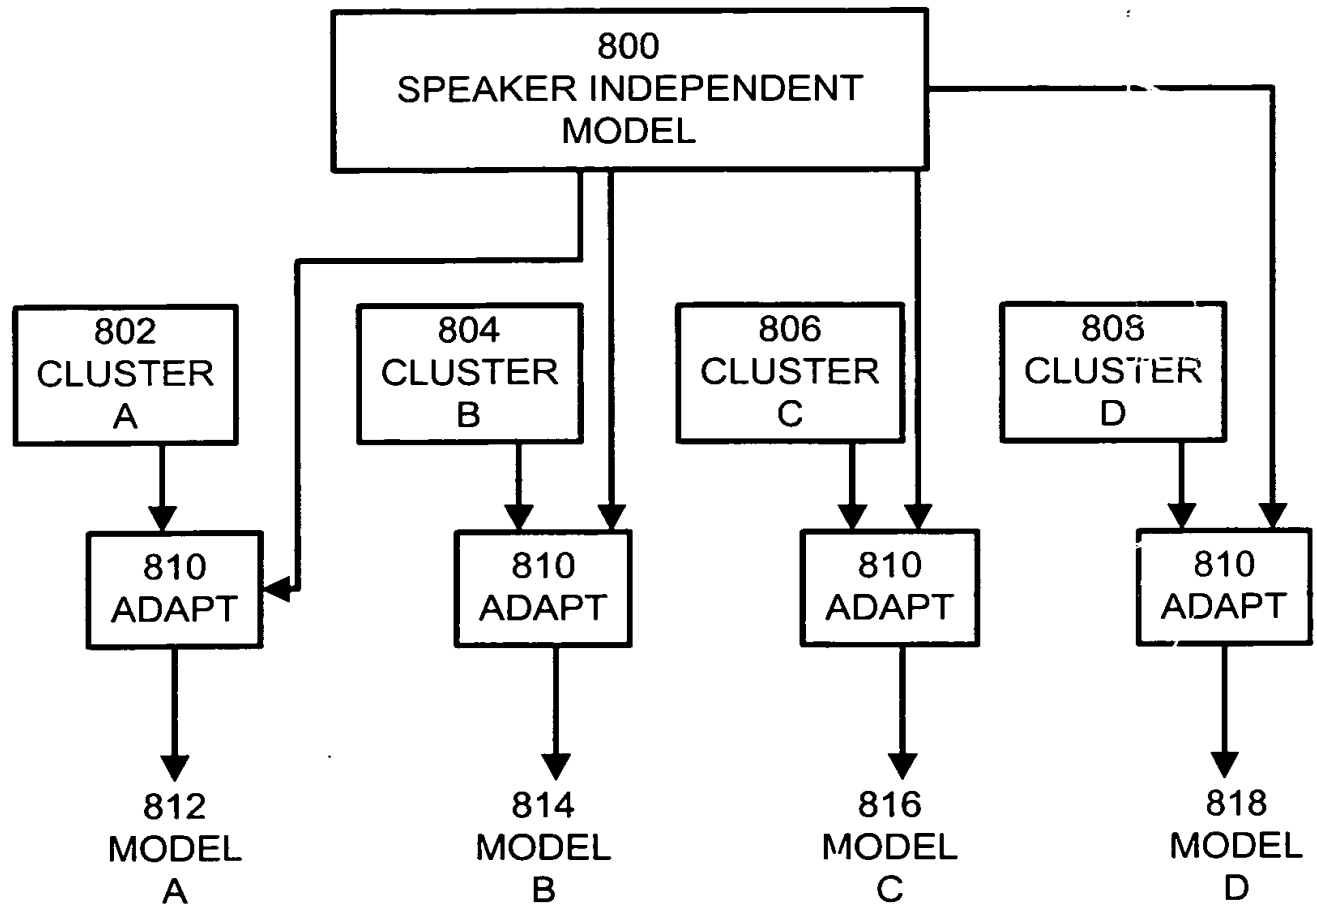 800
SPEAKER INDEPENDENT
MODEL
802
CLUSTER
A
804
CLUSTER
B
806
CLUSTER
C
808
CLUSTER
D
810
ADAPT
810
ADAPT
810
ADAPT
810
ADAPT
812
MODEL
A
814
MODEL
B
816
MODEL
C
818
MODEL
D